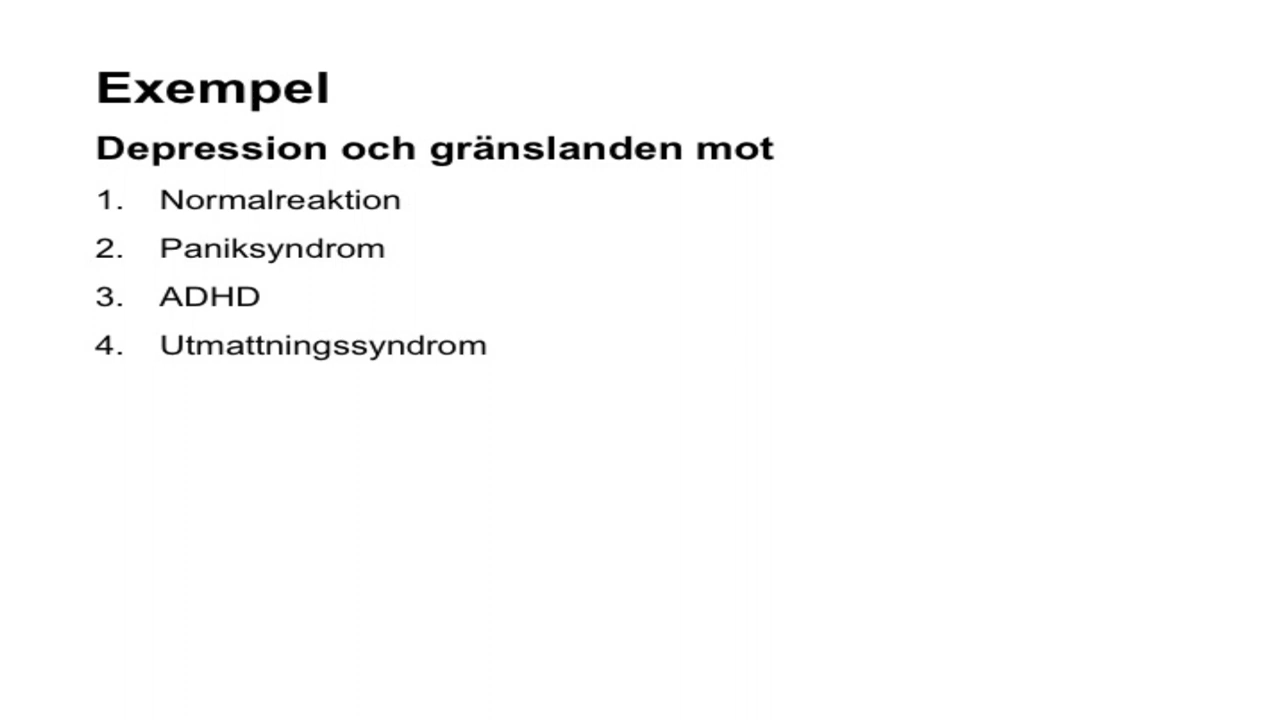 Exempel
Depression och gränslanden mot
1. Normalreaktion
2. Paniksyndrom
3. ADHD
4. Utmattningssyndrom